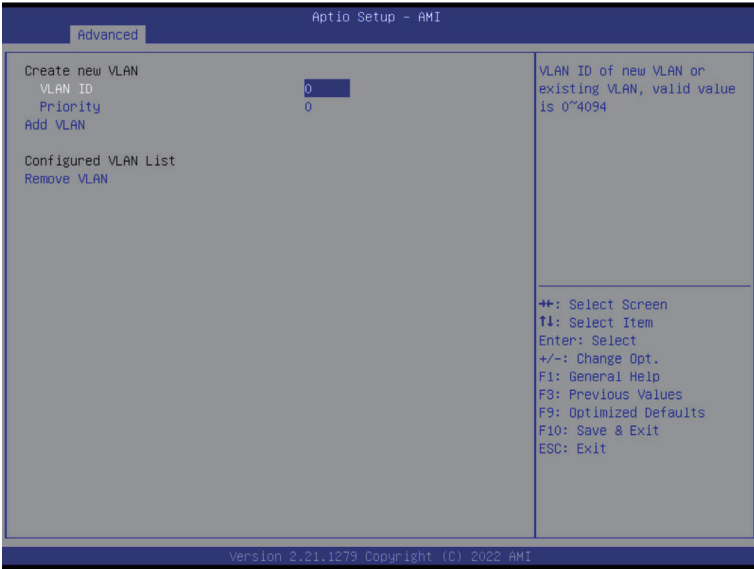 Aptio Setup – AMI
Advanced
Create new VLAN
VLAN ID 0
Priority 0
Add VLAN
Configured VLAN List
Remove VLAN
VLAN ID of new VLAN or
existing VLAN, valid value
is 0~4094
→←: Select Screen
↑↓: Select Item
Enter: Select
+/-: Change Opt.
F1: General Help
F3: Previous Values
F9: Optimized Defaults
F10: Save & Exit
ESC: Exit
Version 2.21.1279 Copyright (C) 2022 AMI